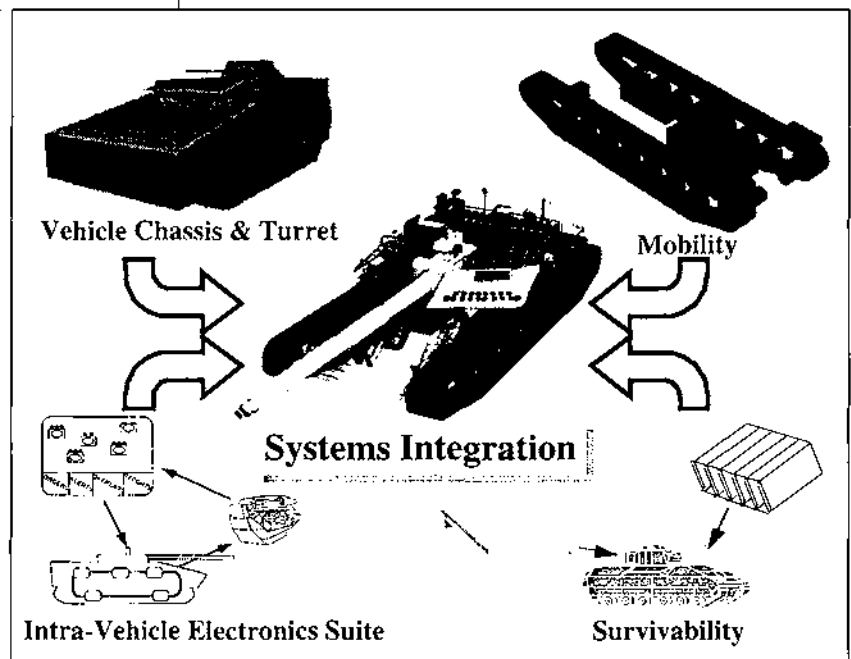 Vehicle Chassis & Turret
Mobility
Systems Integration
Intra-Vehicle Electronics Suite
Survivability